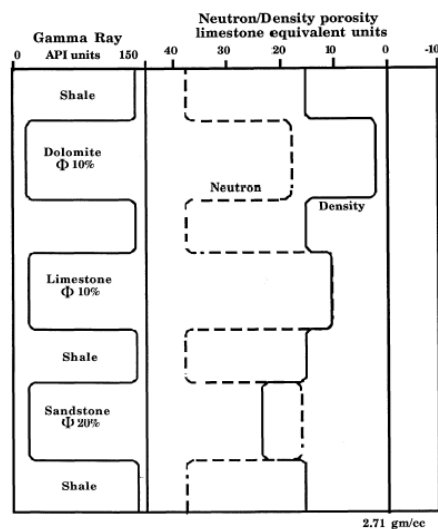 Gamma Ray
API units
0 150
Neutron/Density porosity
limestone equivalent units
40 30 20 10 0 -10
Shale
Dolomite
Φ 10%
Neutron
Density
Limestone
Φ 10%
Shale
Sandstone
Φ 20%
Shale
2.71 gm/cc